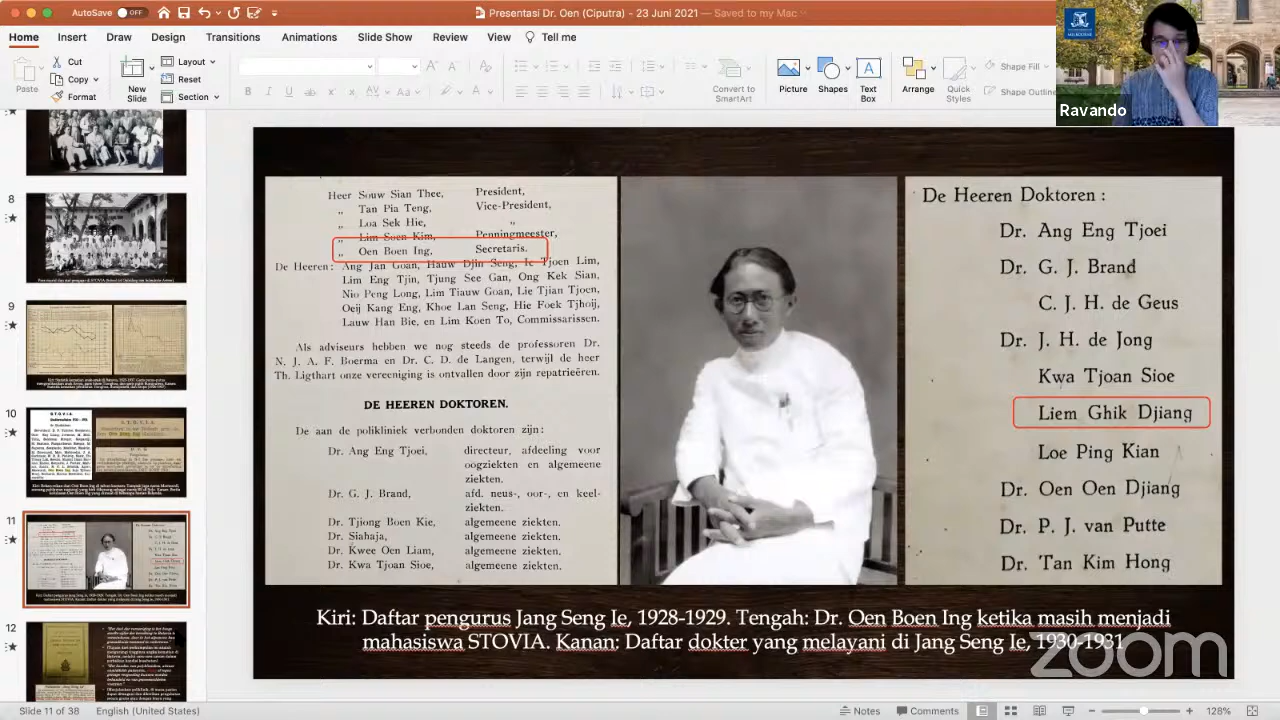 AutoSave OFF
Presentasi Dr. Oen (Ciputra) - 23 Juni 2021 — Saved to my Mac
Home Insert Draw Design Transitions Animations Slide Show Review View Tell me
Paste
Cut
Copy
Format
New Slide
Layout
Reset
Section
Convert to SmartArt
Picture
Shapes
Text Box
Arrange
Quick Styles
Shape Fill
Shape Outline
MELBOURNE
Ravando
8
9
10
11
12
Heer Souw Sian Thee, President,
„ Tan Pia Teng, Vice-President,
„ Loa Sek Hie, „
„ Lim Soen Kim, Penningmeester,
„ Oen Boen Ing, Secretaris.
De Heeren: Ang Jan Goan, Hauw Djin Seng, Ie Tjoen Lim,
Lim Eng Tjin, Tjung See Gan, Ong Kek Sian,
Nio Peng Long, Lim Tiauw Goan, Lie Tjian Tjoen,
Oeij Kang Eng, Khoe Lan Seng, Hie Foek Tjhoij,
Lauw Han Bie, en Lim Koen To, Commissarissen.
Als adviseurs hebben we nog steeds de professoren Dr.
N. J. A. F. Boerma en Dr. C. D. de Langen, terwijl de heer
Th. Ligthart onze vereeniging is ontvallen door zijn repatrieeren.
DE HEEREN DOKTOREN.
De aan de polikliniek verbonden doktoren zijn:
Dr. Ang Eng Tjoei, directrice afdeeling voor
ziekten en algemeene
ziekten.
Dr. G. J. Brand, afd. neus, oor en keel-
ziekten.
Dr. Tjiong Boen Kie, algemeene ziekten.
Dr. Siahaja, algemeene ziekten.
Dr. Kwee Oen Liam, algemeene ziekten.
Dr. Kwa Tjoan Sioe, algemeene ziekten.
De Heeren Doktoren :
Dr. Ang Eng Tjoei
Dr. G. J. Brand
C. J. H. de Geus
Dr. J. H. de Jong
Kwa Tjoan Sioe
Liem Ghik Djiang
Loe Ping Kian
Dr. Oen Oen Djiang
Dr. J. van Putte
Dr. Tan Kim Hong
Kiri: Daftar pengurus Jang Seng Ie, 1928-1929. Tengah: Dr. Oen Boen Ing ketika masih menjadi
STOVIA. Kanan: Daftar dokter yang praktek di Jang Seng Ie 1930-1931
zoom
Slide 11 of 38 English (United States) Notes Comments 128%